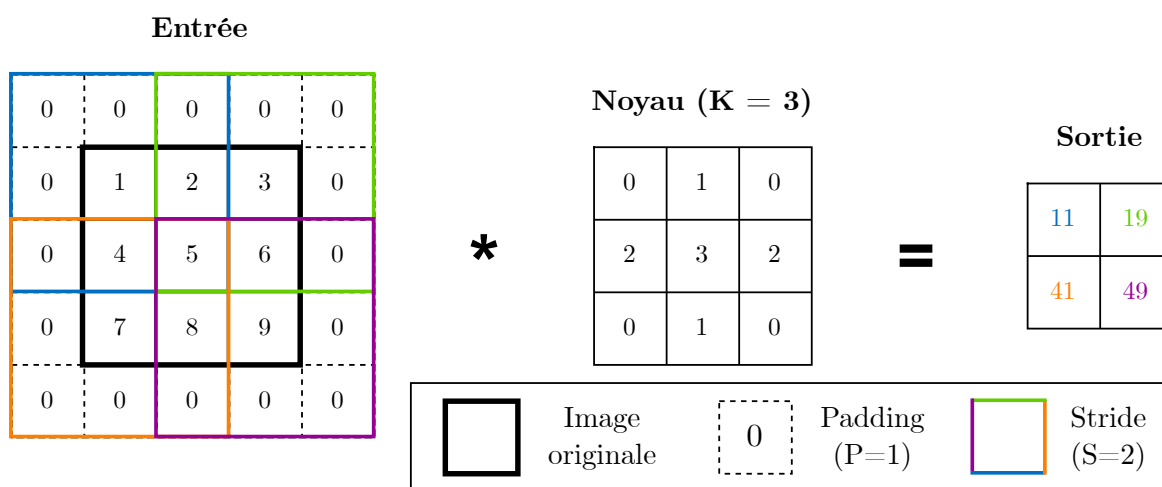 Entrée
0 0 0 0 0
0 1 2 3 0
0 4 5 6 0
0 7 8 9 0
0 0 0 0 0
*
Noyau (K = 3)
0 1 0
2 3 2
0 1 0
=
Sortie
11 19
41 49
Image
originale
0
Padding
(P=1)
Stride
(S=2)